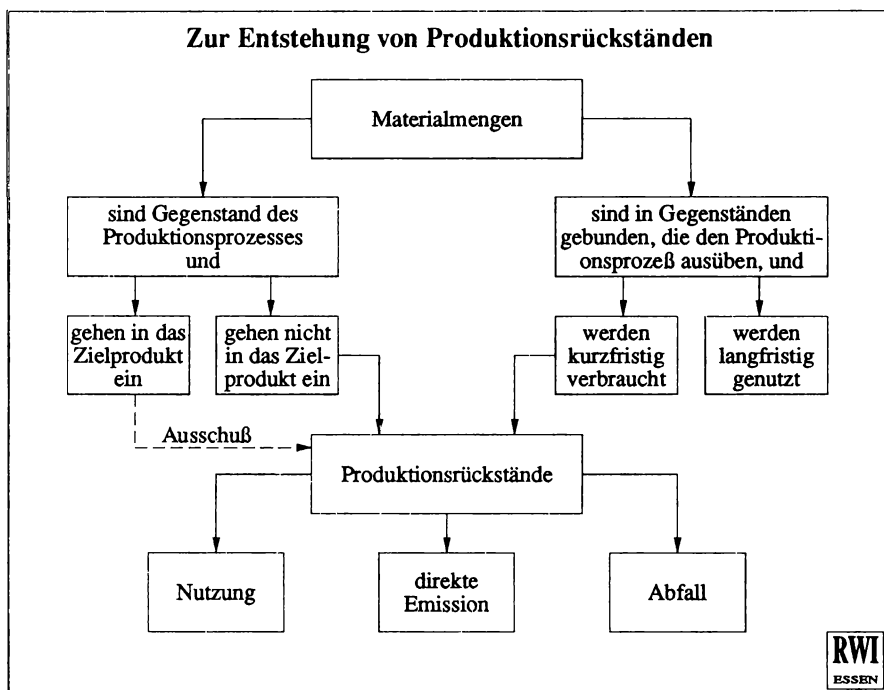 Zur Entstehung von Produktionsrückständen
Materialmengen
sind Gegenstand des
Produktionsprozesses
und
sind in Gegenständen
gebunden, die den Produkti-
onsprozeß ausüben, und
gehen in das
Zielprodukt
ein
gehen nicht
in das Ziel-
produkt ein
werden
kurzfristig
verbraucht
werden
langfristig
genutzt
Ausschuß
Produktionsrückstände
Nutzung
direkte
Emission
Abfall
RWI
ESSEN